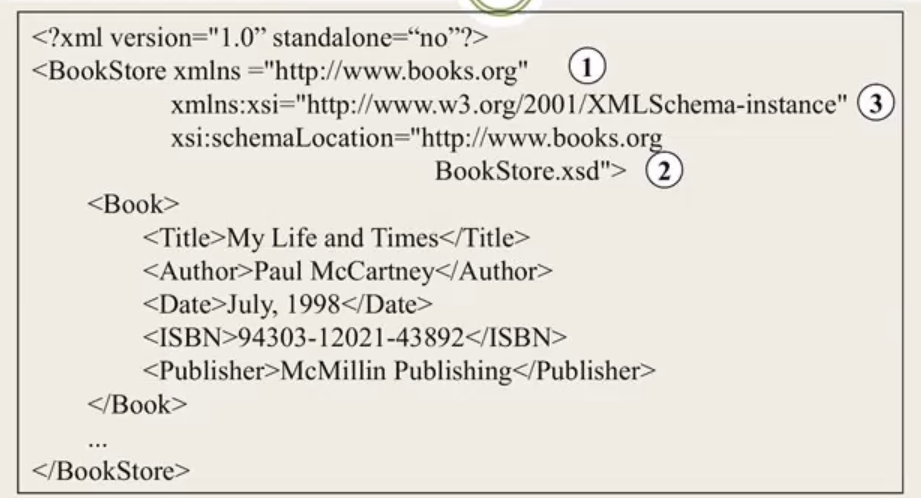 <?xml version="1.0” standalone=“no”?>
<BookStore xmlns ="http://www.books.org" 1
xmlns:xsi="http://www.w3.org/2001/XMLSchema-instance" 3
xsi:schemaLocation="http://www.books.org
BookStore.xsd"> 2
<Book>
<Title>My Life and Times</Title>
<Author>Paul McCartney</Author>
<Date>July, 1998</Date>
<ISBN>94303-12021-43892</ISBN>
<Publisher>McMillin Publishing</Publisher>
</Book>
...
</BookStore>